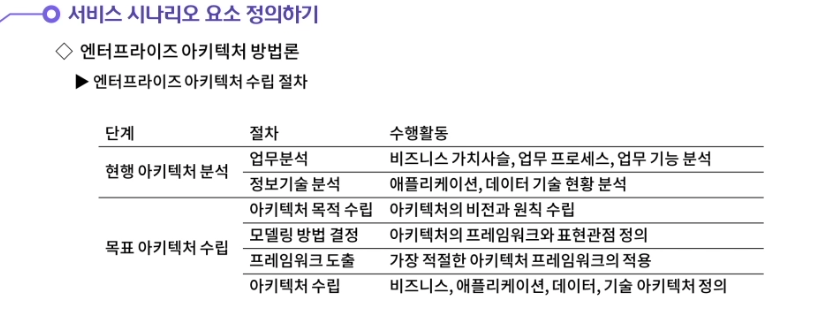 서비스 시나리오 요소 정의하기
◇ 엔터프라이즈 아키텍처 방법론
▶ 엔터프라이즈 아키텍처 수립 절차
단계 절차 수행활동
현행 아키텍처 분석 업무분석 비즈니스 가치사슬, 업무 프로세스, 업무 기능 분석
정보기술 분석 애플리케이션, 데이터 기술 현황 분석
목표 아키텍처 수립 아키텍처 목적 수립 아키텍처의 비전과 원칙 수립
모델링 방법 결정 아키텍처의 프레임워크와 표현관점 정의
프레임워크 도출 가장 적절한 아키텍처 프레임워크의 적용
아키텍처 수립 비즈니스, 애플리케이션, 데이터, 기술 아키텍처 정의